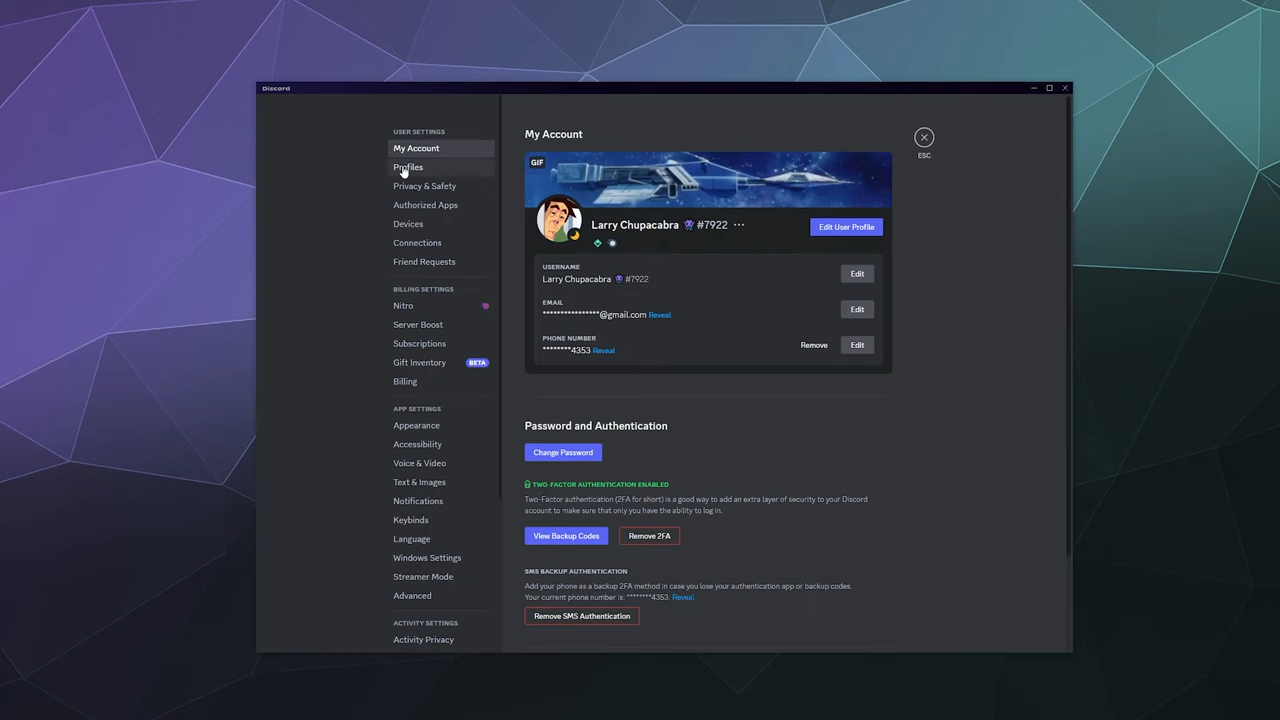 Discord
USER SETTINGS
My Account
Profiles
Privacy & Safety
Authorized Apps
Devices
Connections
Friend Requests
BILLING SETTINGS
Nitro
Server Boost
Subscriptions
Gift Inventory BETA
Billing
APP SETTINGS
Appearance
Accessibility
Voice & Video
Text & Images
Notifications
Keybinds
Language
Windows Settings
Streamer Mode
Advanced
ACTIVITY SETTINGS
Activity Privacy
My Account
ESC
GIF
Larry Chupacabra 👾 #7922 ···
Edit User Profile
USERNAME
Larry Chupacabra 👾 #7922
Edit
EMAIL
****************@gmail.com Reveal
Edit
PHONE NUMBER
********4353 Reveal
Remove Edit
Password and Authentication
Change Password
TWO-FACTOR AUTHENTICATION ENABLED
Two-Factor authentication (2FA for short) is a good way to add an extra layer of security to your Discord
account to make sure that only you have the ability to log in.
View Backup Codes Remove 2FA
SMS BACKUP AUTHENTICATION
Add your phone as a backup 2FA method in case you lose your authentication app or backup codes.
Your current phone number is: ********4353. Reveal
Remove SMS Authentication